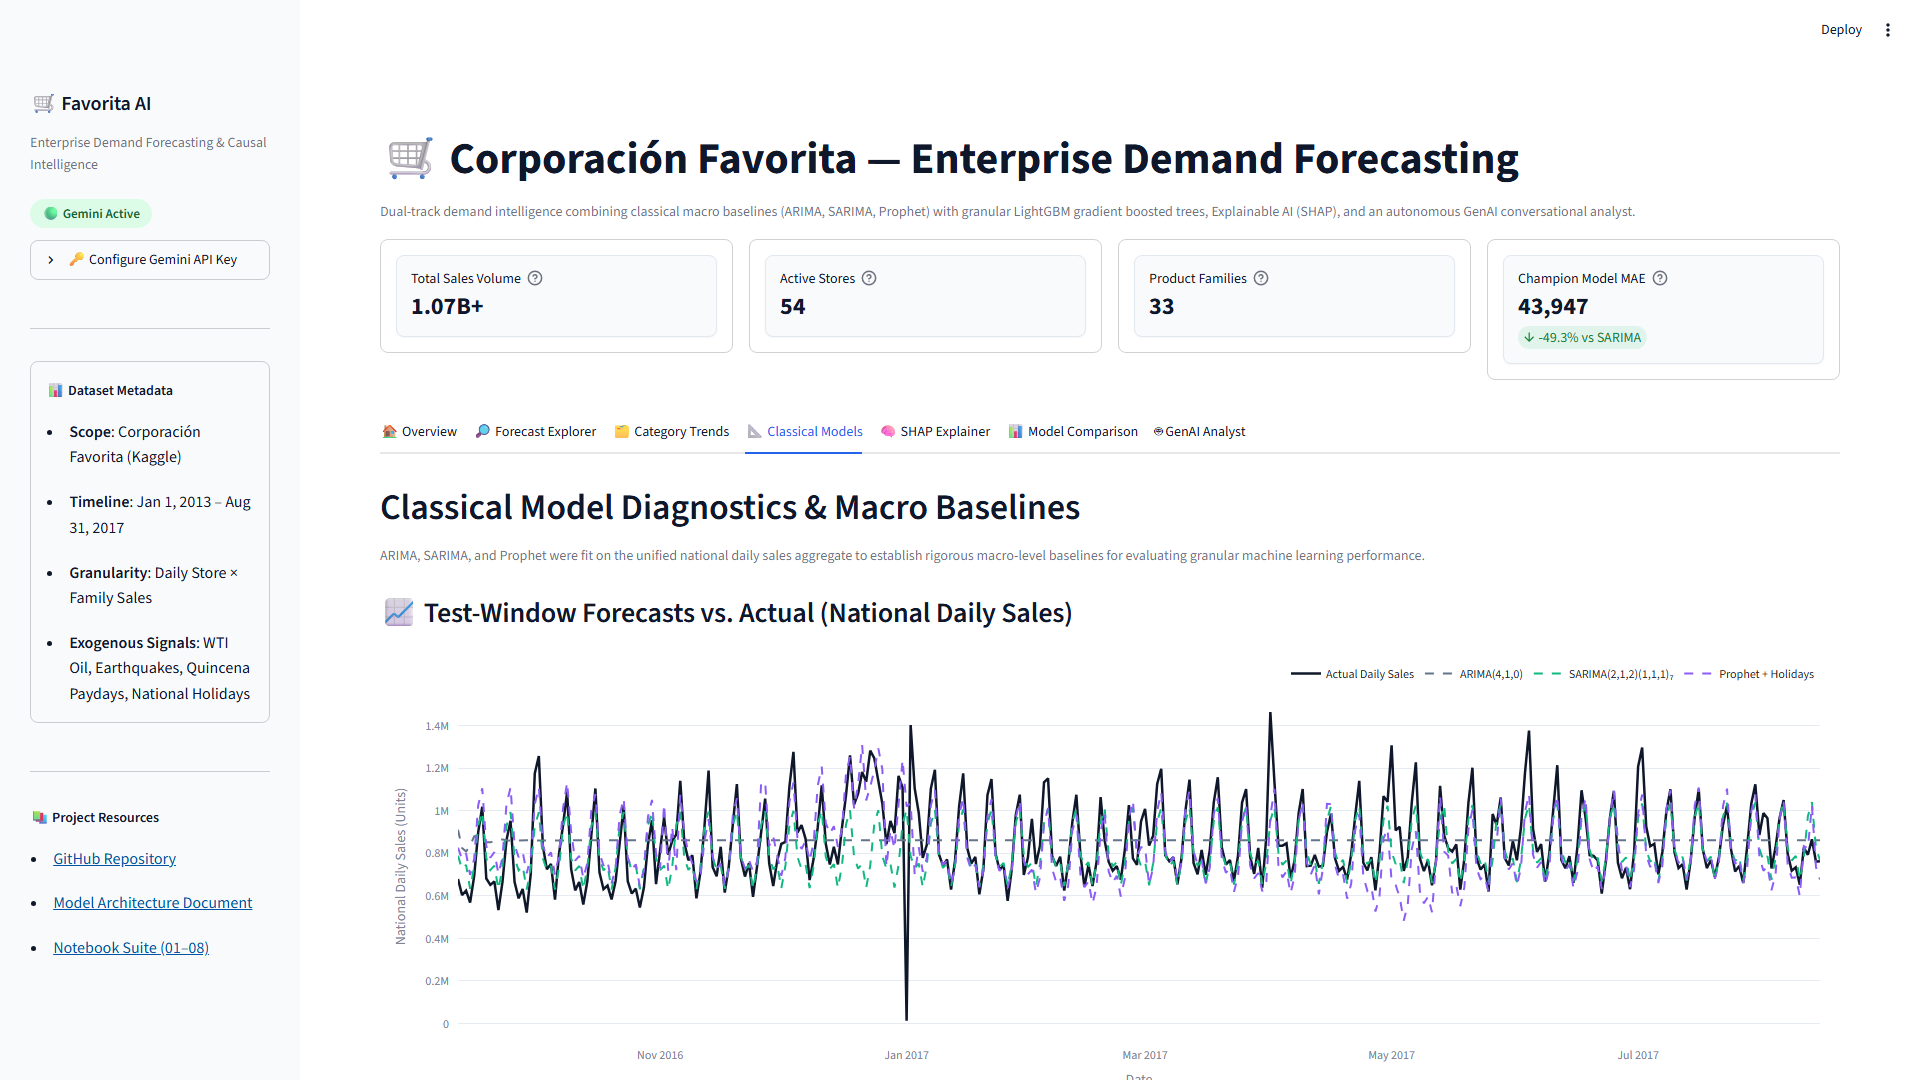 Deploy
Favorita AI
Enterprise Demand Forecasting & Causal
Intelligence
Gemini Active
Configure Gemini API Key
Dataset Metadata
Scope: Corporación
Favorita (Kaggle)
Timeline: Jan 1, 2013 – Aug
31, 2017
Granularity: Daily Store ×
Family Sales
Exogenous Signals: WTI
Oil, Earthquakes, Quincena
Paydays, National Holidays
Project Resources
GitHub Repository
Model Architecture Document
Notebook Suite (01–08)
Corporación Favorita — Enterprise Demand Forecasting
Dual-track demand intelligence combining classical macro baselines (ARIMA, SARIMA, Prophet) with granular LightGBM gradient boosted trees, Explainable AI (SHAP), and an autonomous GenAI conversational analyst.
Total Sales Volume
1.07B+
Active Stores
54
Product Families
33
Champion Model MAE
43,947
↓ -49.3% vs SARIMA
Overview
Forecast Explorer
Category Trends
Classical Models
SHAP Explainer
Model Comparison
GenAI Analyst
Classical Model Diagnostics & Macro Baselines
ARIMA, SARIMA, and Prophet were fit on the unified national daily sales aggregate to establish rigorous macro-level baselines for evaluating granular machine learning performance.
Test-Window Forecasts vs. Actual (National Daily Sales)
Actual Daily Sales
ARIMA(4,1,0)
SARIMA(2,1,2)(1,1,1)₇
Prophet + Holidays
National Daily Sales (Units)
1.4M
1.2M
1M
0.8M
0.6M
0.4M
0.2M
0
Nov 2016
Jan 2017
Mar 2017
May 2017
Jul 2017
Date